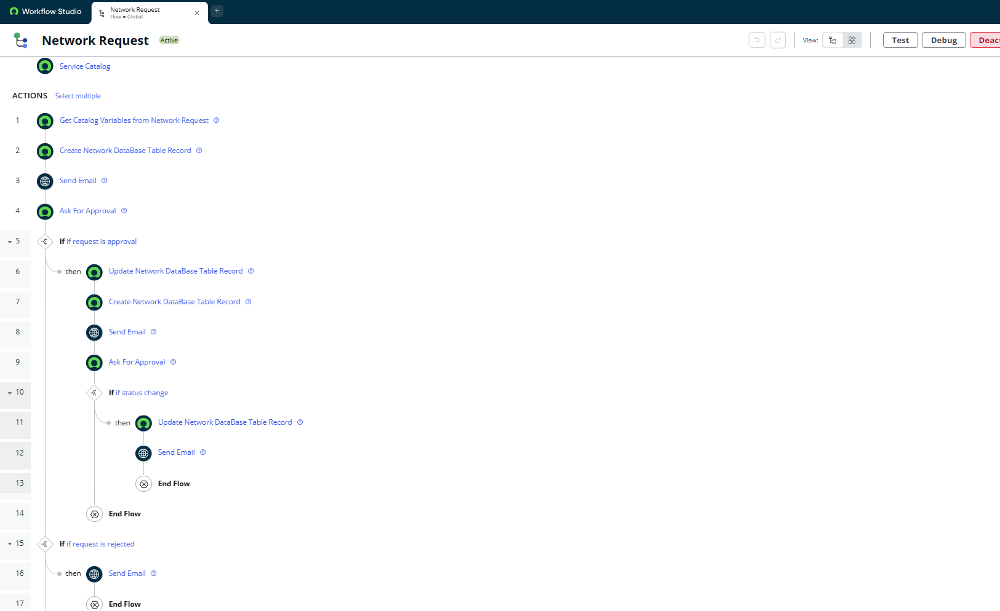 Workflow Studio
Network Request
Flow • Global
Network Request
Active
View:
Test
Debug
Deac
Service Catalog
ACTIONS Select multiple
1 Get Catalog Variables from Network Request
2 Create Network DataBase Table Record
3 Send Email
4 Ask For Approval
5 If if request is approval
6 then Update Network DataBase Table Record
7 Create Network DataBase Table Record
8 Send Email
9 Ask For Approval
10 If if status change
11 then Update Network DataBase Table Record
12 Send Email
13 End Flow
14 End Flow
15 If if request is rejected
16 then Send Email
17 End Flow